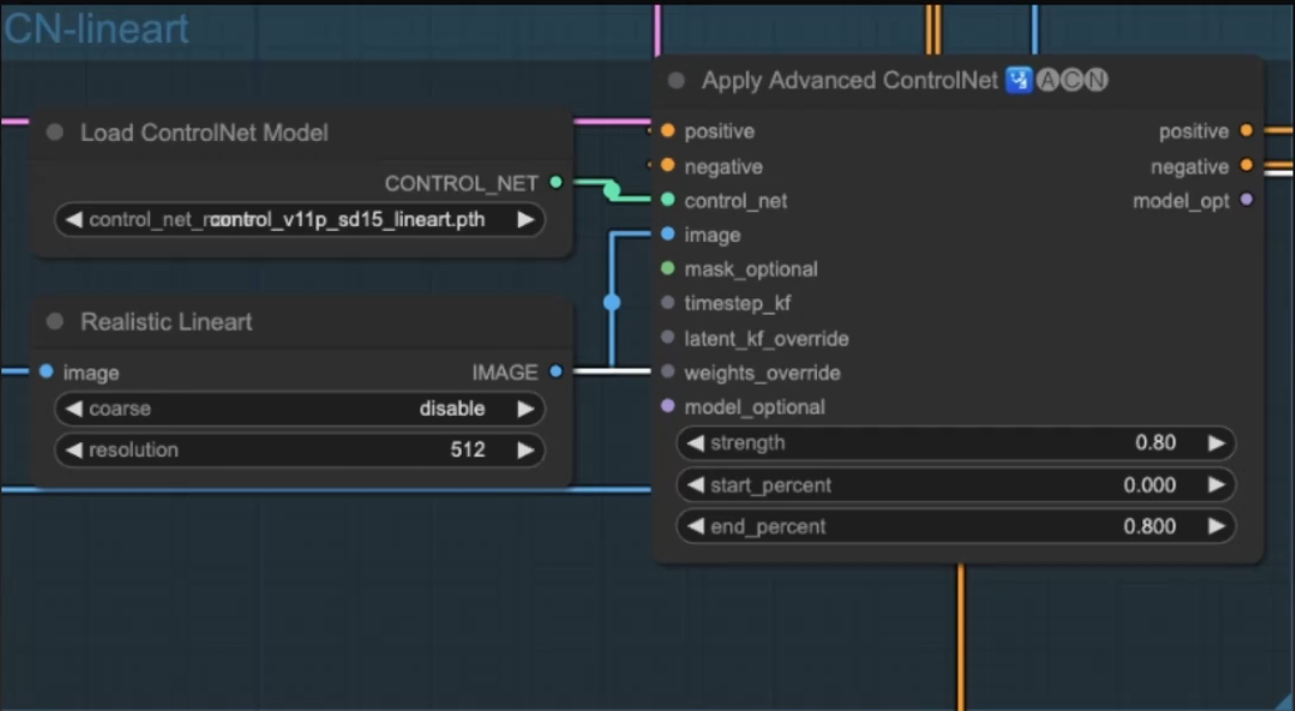 CN-lineart
Load ControlNet Model
CONTROL_NET
control_v11p_sd15_lineart.pth
Realistic Lineart
image IMAGE
coarse disable
resolution 512
Apply Advanced ControlNet 🛂🅐🅒🅝
positive positive
negative negative
control_net model_opt
image
mask_optional
timestep_kf
latent_kf_override
weights_override
model_optional
strength 0.80
start_percent 0.000
end_percent 0.800